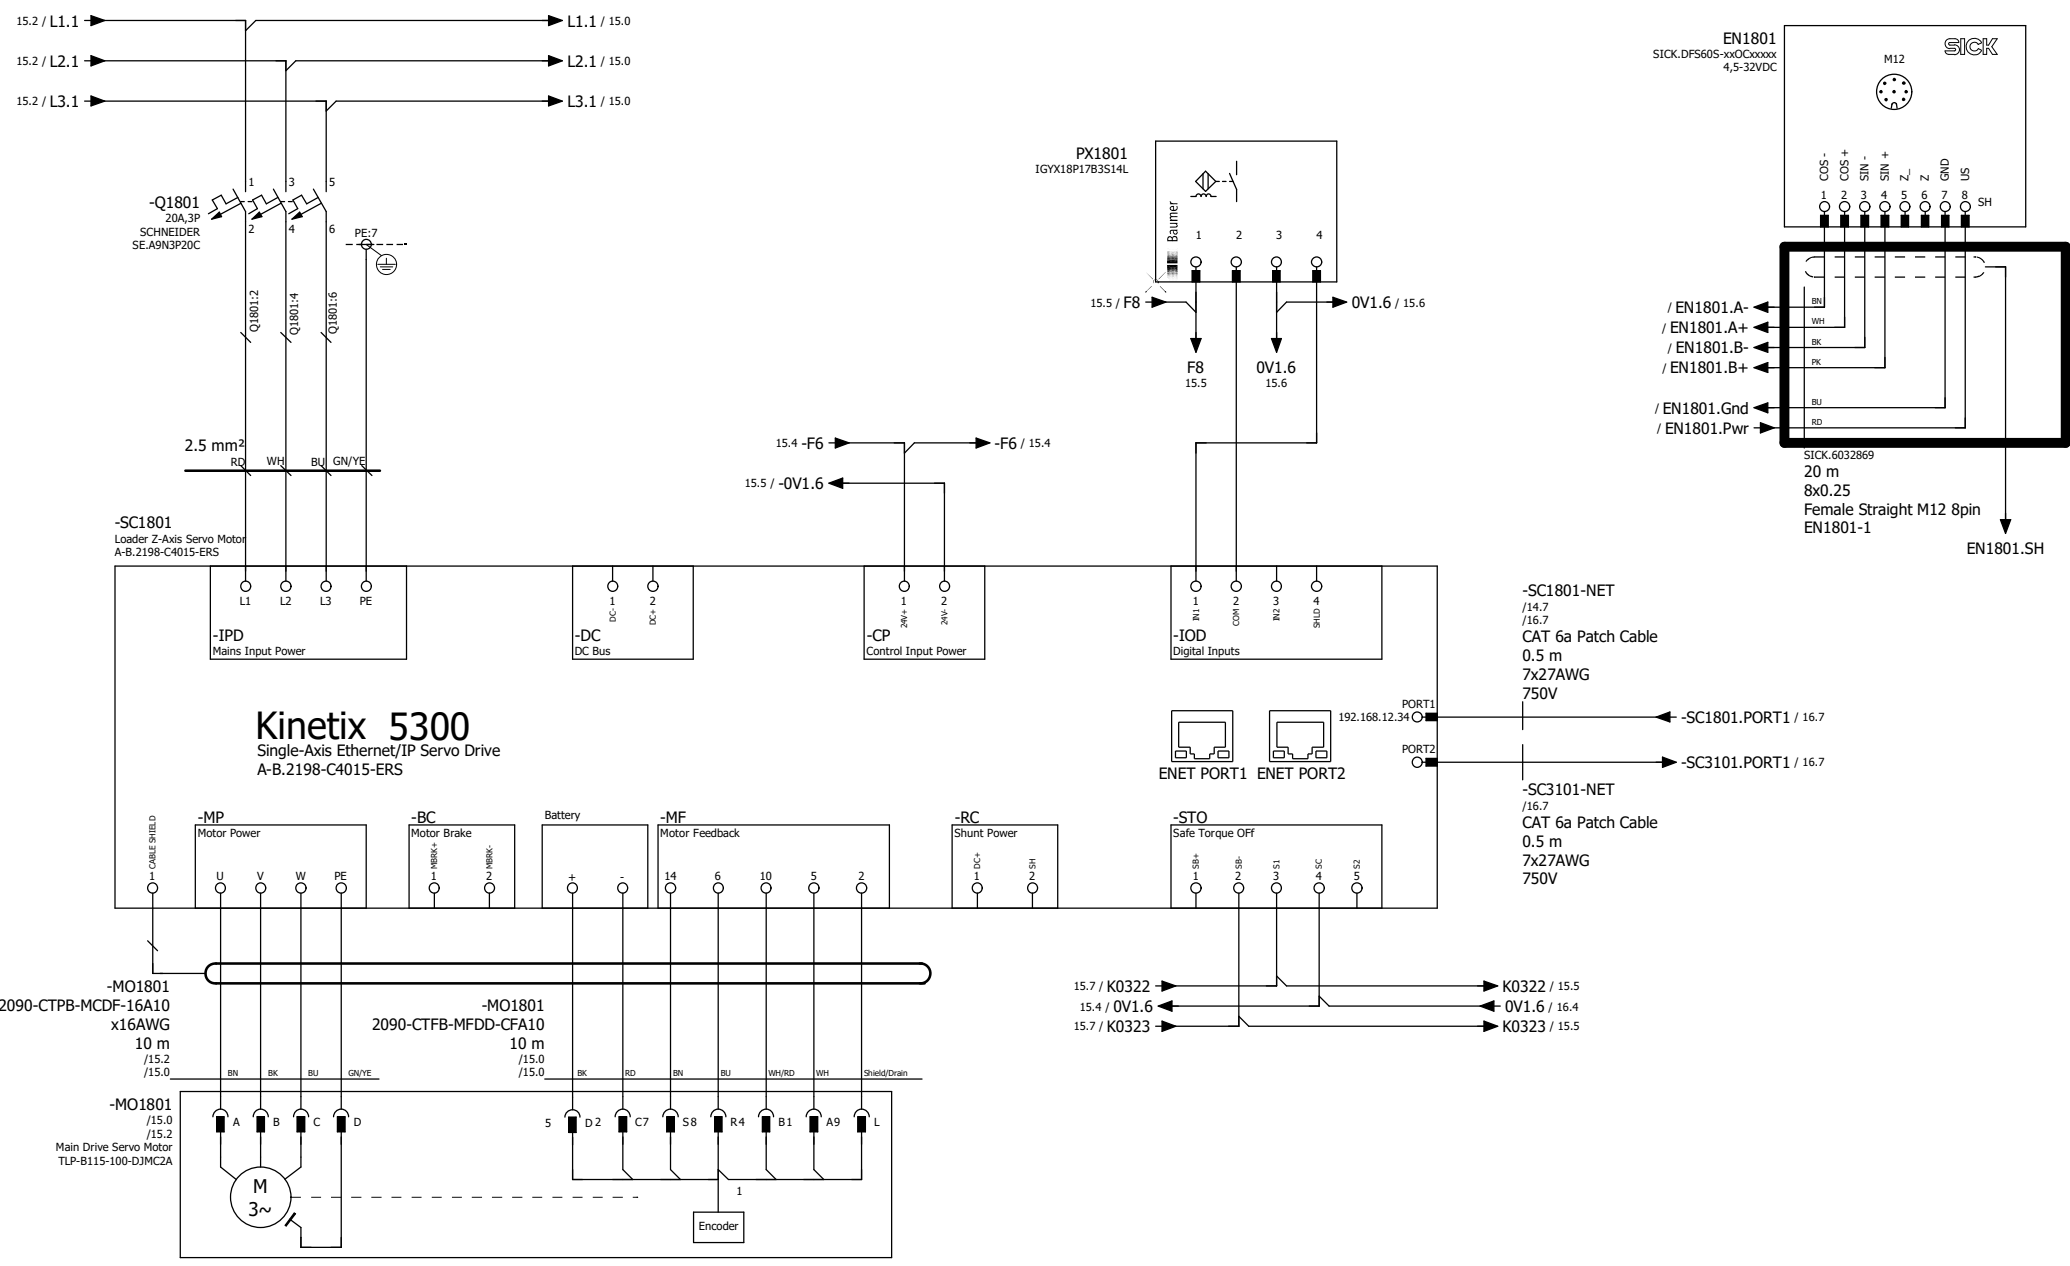 15.2 / L1.1
L1.1 / 15.0
15.2 / L2.1
L2.1 / 15.0
15.2 / L3.1
L3.1 / 15.0
-Q1801
20A,3P
SCHNEIDER
SE.A9N3P20C
1
3
5
2
4
6
PE:7
Q1801:2
Q1801:4
Q1801:6
2.5 mm²
RD
WH
BU
GN/YE
PX1801
IGYX18P17B3S14L
Baumer
1
2
3
4
15.5 / F8
0V1.6 / 15.6
F8
15.5
0V1.6
15.6
15.4 -F6
-F6 / 15.4
15.5 / -0V1.6
EN1801
SICK.DFS60S-xxOCxxxxx
4,5-32VDC
SICK
M12
COS -
COS +
SIN -
SIN +
Z_
Z
GND
US
1
2
3
4
5
6
7
8
SH
/ EN1801.A-
/ EN1801.A+
/ EN1801.B-
/ EN1801.B+
/ EN1801.Gnd
/ EN1801.Pwr
BN
WH
BK
PK
BU
RD
SICK.6032869
20 m
8x0.25
Female Straight M12 8pin
EN1801-1
EN1801.SH
-SC1801
Loader Z-Axis Servo Motor
A-B.2198-C4015-ERS
L1
L2
L3
PE
-IPD
Mains Input Power
1
2
DC-
DC+
-DC
DC Bus
1
2
24V+
24V-
-CP
Control Input Power
1
2
3
4
IN1
COM
IN2
SHLD
-IOD
Digital Inputs
Kinetix 5300
Single-Axis Ethernet/IP Servo Drive
A-B.2198-C4015-ERS
ENET PORT1
ENET PORT2
PORT1
192.168.12.34
PORT2
-SC1801-NET
/14.7
/16.7
CAT 6a Patch Cable
0.5 m
7x27AWG
750V
-SC1801.PORT1 / 16.7
-SC3101.PORT1 / 16.7
-SC3101-NET
/16.7
CAT 6a Patch Cable
0.5 m
7x27AWG
750V
CABLE SHIELD
1
-MP
Motor Power
U
V
W
PE
-BC
Motor Brake
MBRK+
MBRK-
1
2
Battery
+
-
-MF
Motor Feedback
14
6
10
5
2
-RC
Shunt Power
DC+
SH
1
2
-STO
Safe Torque OFf
SB+
SB-
S1
SC
S2
1
2
3
4
5
15.7 / K0322
K0322 / 15.5
15.4 / 0V1.6
0V1.6 / 16.4
15.7 / K0323
K0323 / 15.5
-MO1801
2090-CTPB-MCDF-16A10
x16AWG
10 m
/15.2
/15.0
BN
BK
BU
GN/YE
-MO1801
2090-CTFB-MFDD-CFA10
10 m
/15.0
/15.0
BK
RD
BN
BU
WH/RD
WH
Shield/Drain
-MO1801
/15.0
/15.2
Main Drive Servo Motor
TLP-B115-100-DJMC2A
A
B
C
D
5
D2
C7
S8
R4
B1
A9
L
M
3~
1
Encoder